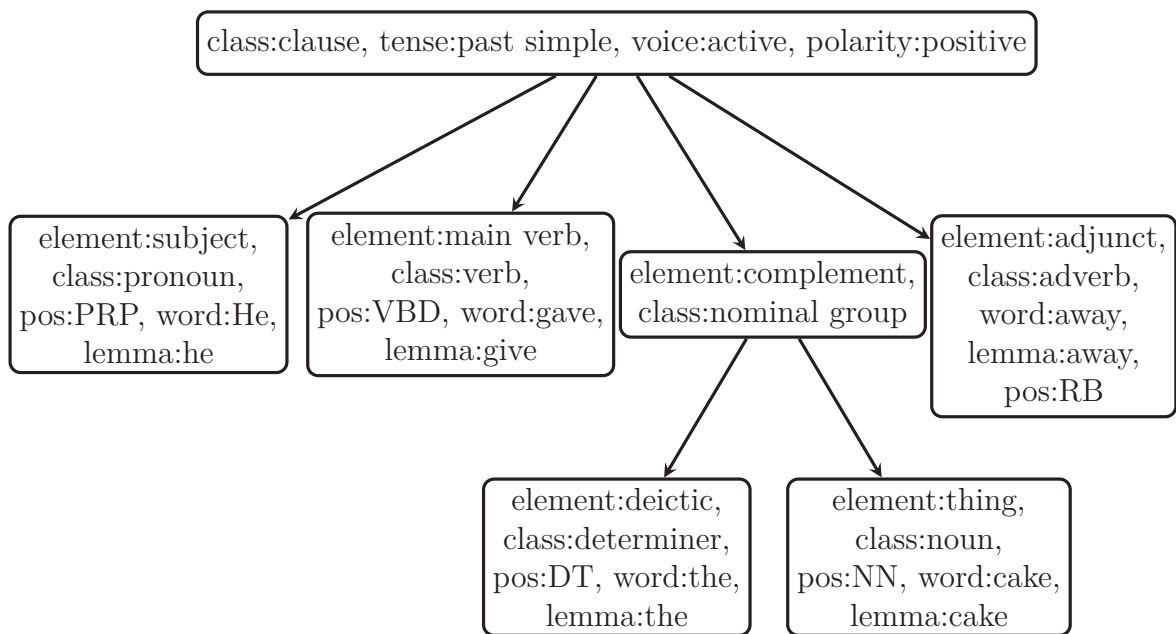 class:clause, tense:past simple, voice:active, polarity:positive
element:subject,
class:pronoun,
pos:PRP, word:He,
lemma:he
element:main verb,
class:verb,
pos:VBD, word:gave,
lemma:give
element:complement,
class:nominal group
element:adjunct,
class:adverb,
word:away,
lemma:away,
pos:RB
element:deictic,
class:determiner,
pos:DT, word:the,
lemma:the
element:thing,
class:noun,
pos:NN, word:cake,
lemma:cake